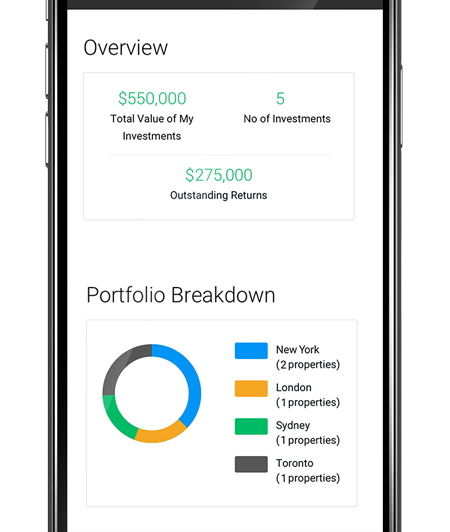 Overview
$550,000
Total Value of My
Investments
5
No of Investments
$275,000
Outstanding Returns
Portfolio Breakdown
New York
(2 properties)
London
(1 properties)
Sydney
(1 properties)
Toronto
(1 properties)